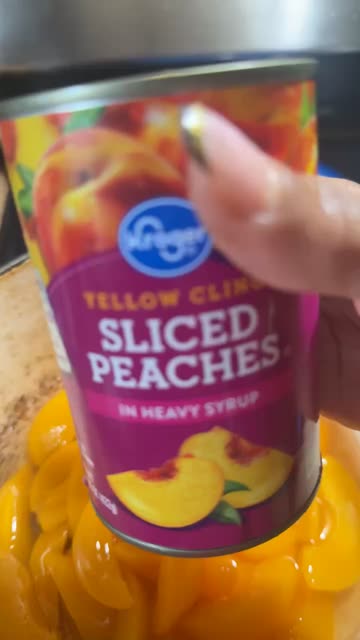 Kroger
YELLOW CLING
SLICED
PEACHES
IN HEAVY SYRUP